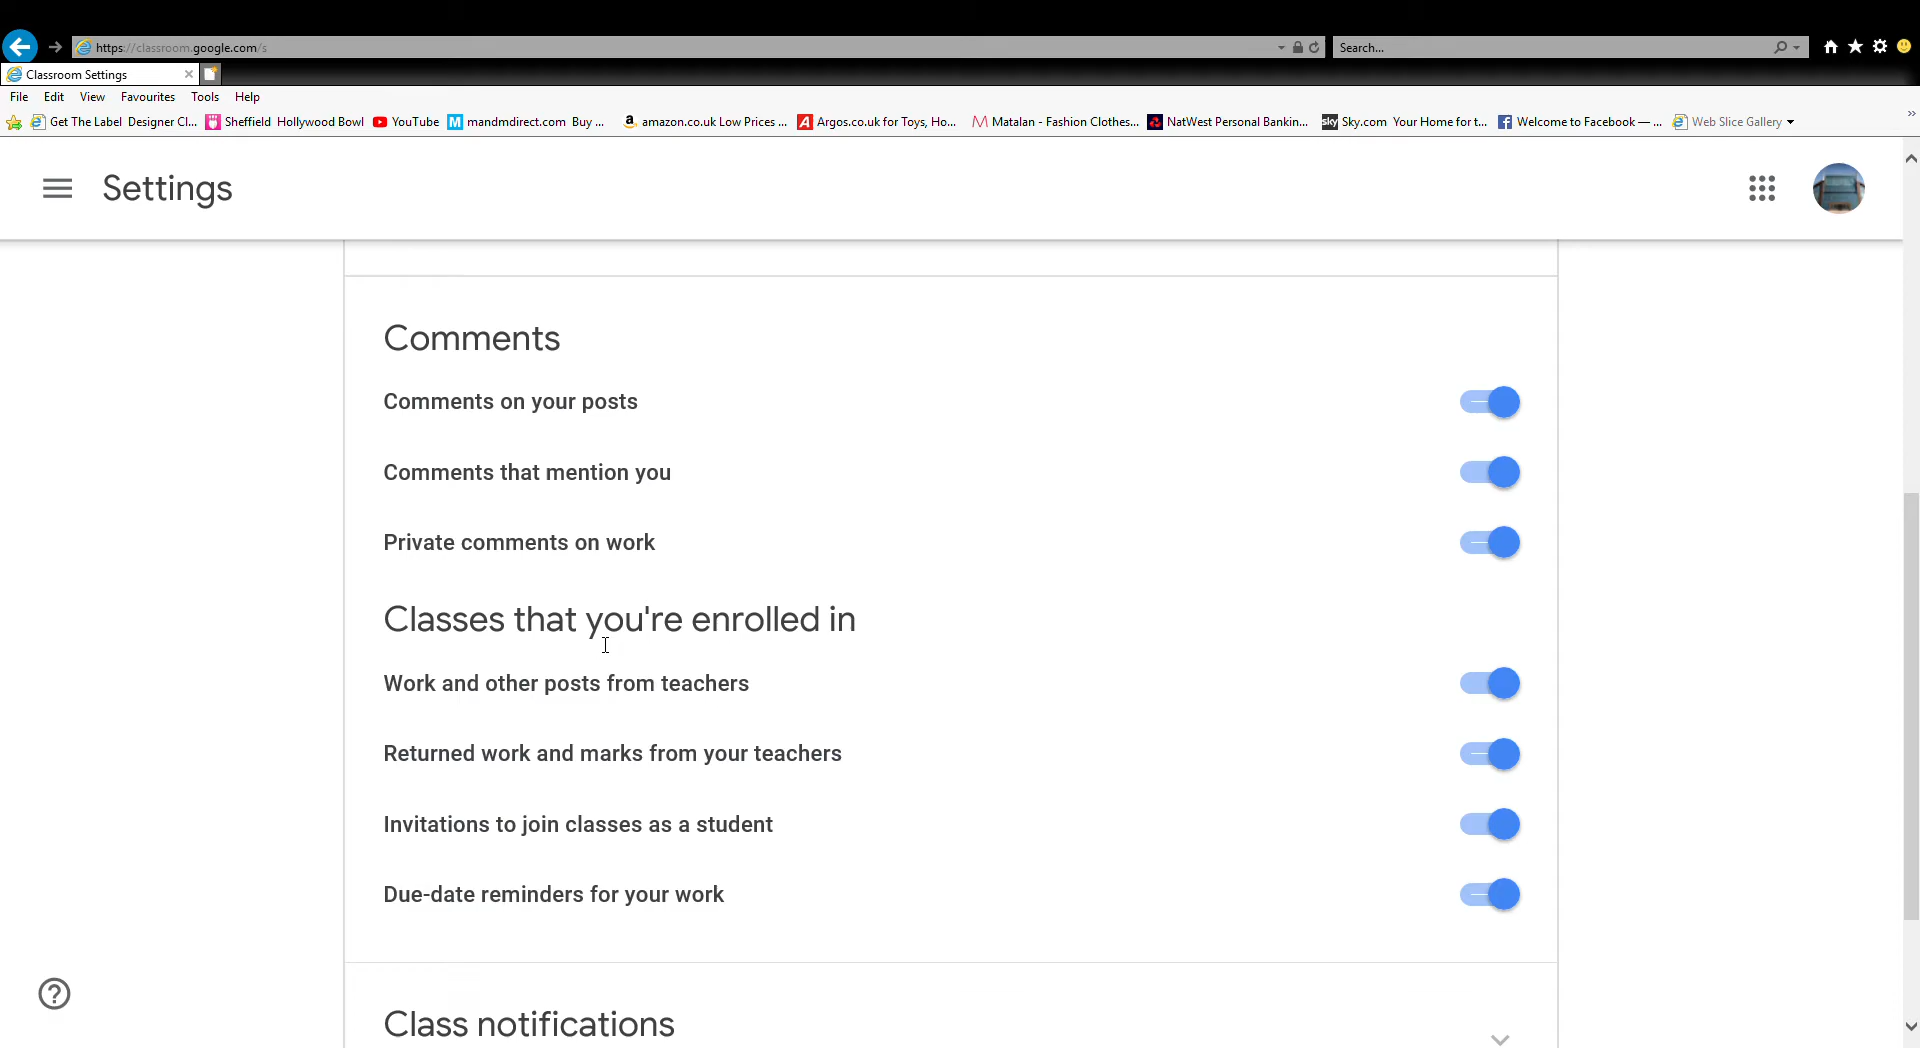 https://classroom.google.com/s
Search...
Classroom Settings
File Edit View Favourites Tools Help
Get The Label Designer Cl... Sheffield Hollywood Bowl YouTube M mandmdirect.com Buy ... a amazon.co.uk Low Prices ... A Argos.co.uk for Toys, Ho... M Matalan - Fashion Clothes... NatWest Personal Bankin... sky Sky.com Your Home for t... f Welcome to Facebook — ... Web Slice Gallery
Settings
Comments
Comments on your posts
Comments that mention you
Private comments on work
Classes that you're enrolled in
Work and other posts from teachers
Returned work and marks from your teachers
Invitations to join classes as a student
Due-date reminders for your work
Class notifications